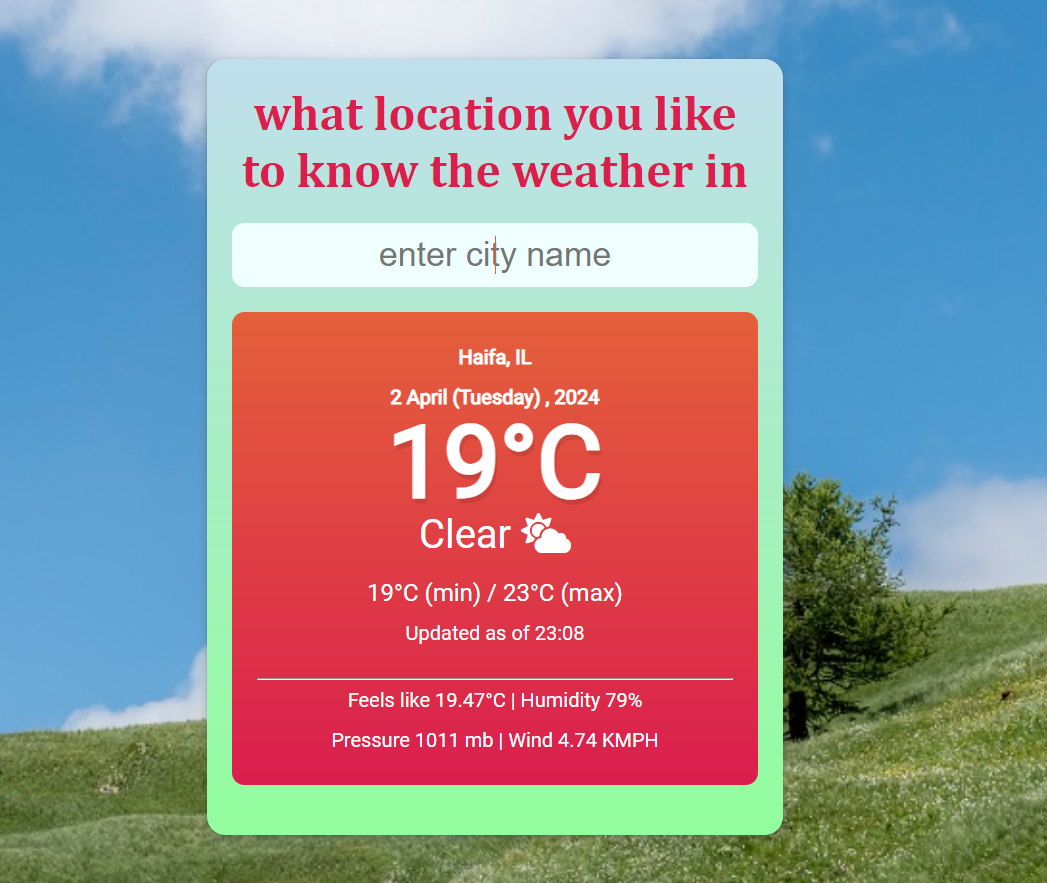 what location you like
to know the weather in
enter city name
Haifa, IL
2 April (Tuesday) , 2024
19°C
Clear
19°C (min) / 23°C (max)
Updated as of 23:08
Feels like 19.47°C | Humidity 79%
Pressure 1011 mb | Wind 4.74 KMPH